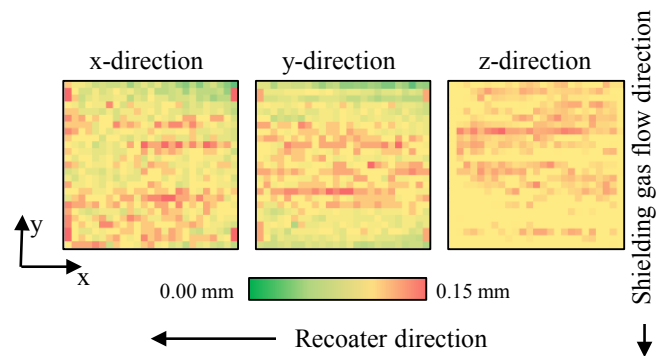 x-direction
y-direction
z-direction
Shielding gas flow direction
y
x
0.00 mm
0.15 mm
Recoater direction